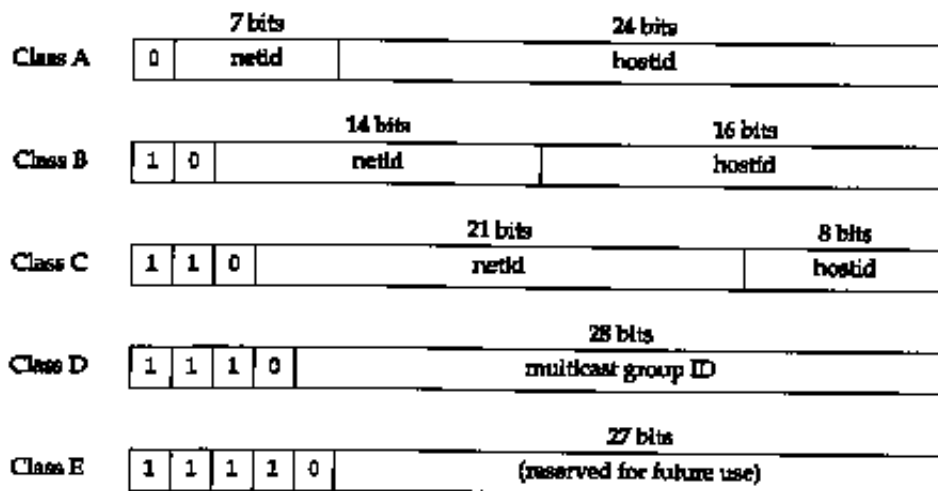 7 bits 24 bits
Class A 0 netid hostid
14 bits 16 bits
Class B 1 0 netid hostid
21 bits 8 bits
Class C 1 1 0 netid hostid
28 bits
Class D 1 1 1 0 multicast group ID
27 bits
Class E 1 1 1 1 0 (reserved for future use)